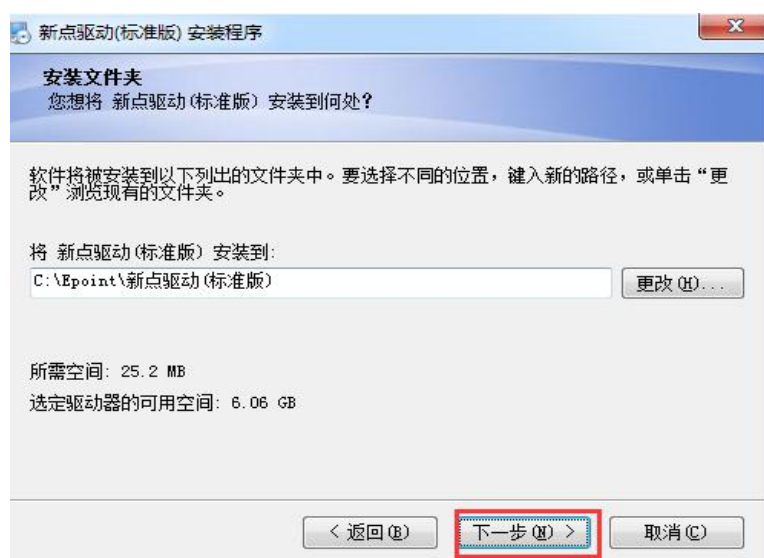 新点驱动(标准版) 安装程序
安装文件夹
您想将 新点驱动(标准版) 安装到何处?
软件将被安装到以下列出的文件夹中。要选择不同的位置，键入新的路径，或单击“更
改”浏览现有的文件夹。
将 新点驱动(标准版) 安装到:
C:\Epoint\新点驱动(标准版)
更改(H)...
所需空间: 25.2 MB
选定驱动器的可用空间: 6.06 GB
< 返回(B)
下一步(N) >
取消(C)